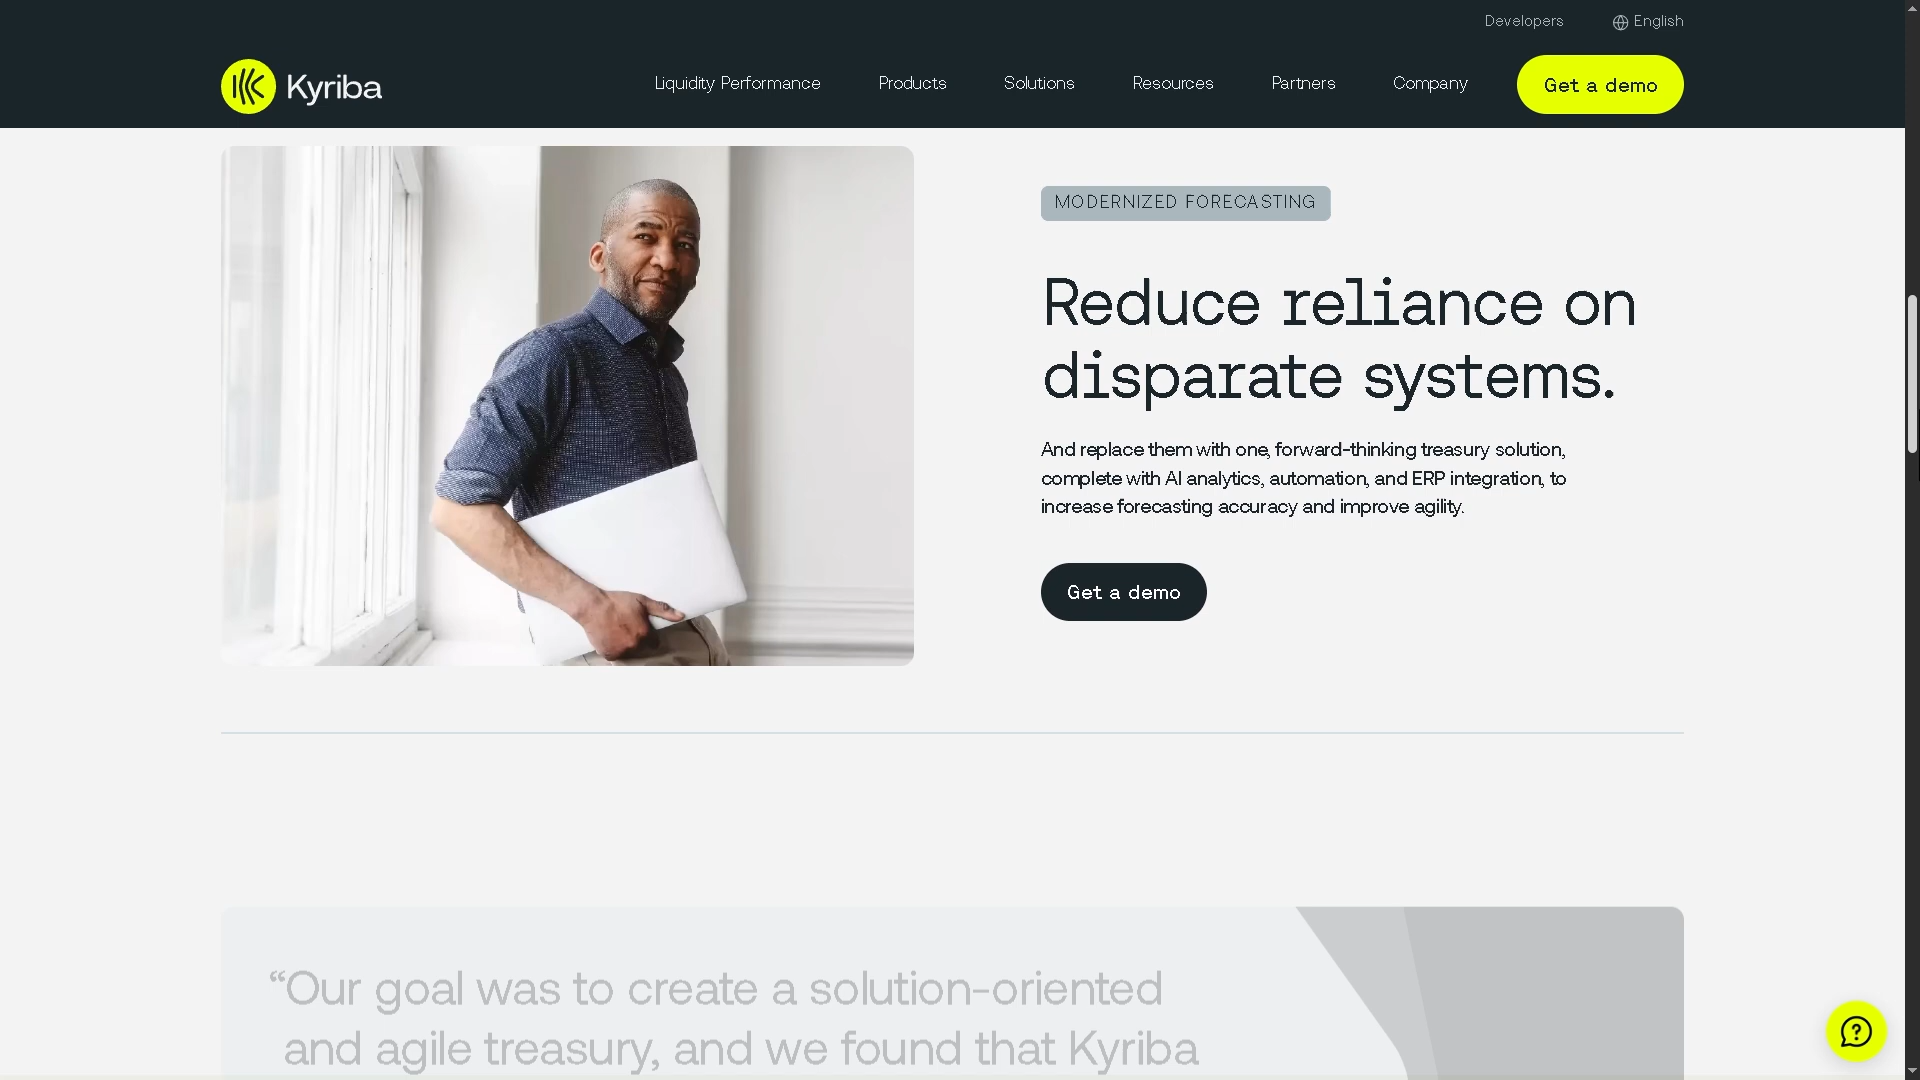 Developers
English
Kyriba
Liquidity Performance
Products
Solutions
Resources
Partners
Company
Get a demo
MODERNIZED FORECASTING
Reduce reliance on
disparate systems.
And replace them with one, forward-thinking treasury solution,
complete with AI analytics, automation, and ERP integration, to
increase forecasting accuracy and improve agility.
Get a demo
“Our goal was to create a solution-oriented
and agile treasury, and we found that Kyriba